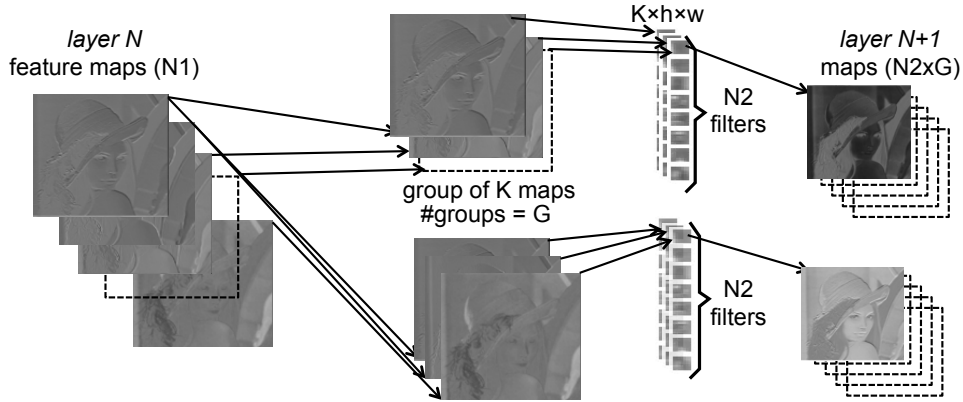 layer N
feature maps (N1)
K×h×w
N2
filters
layer N+1
maps (N2xG)
group of K maps
#groups = G
N2
filters